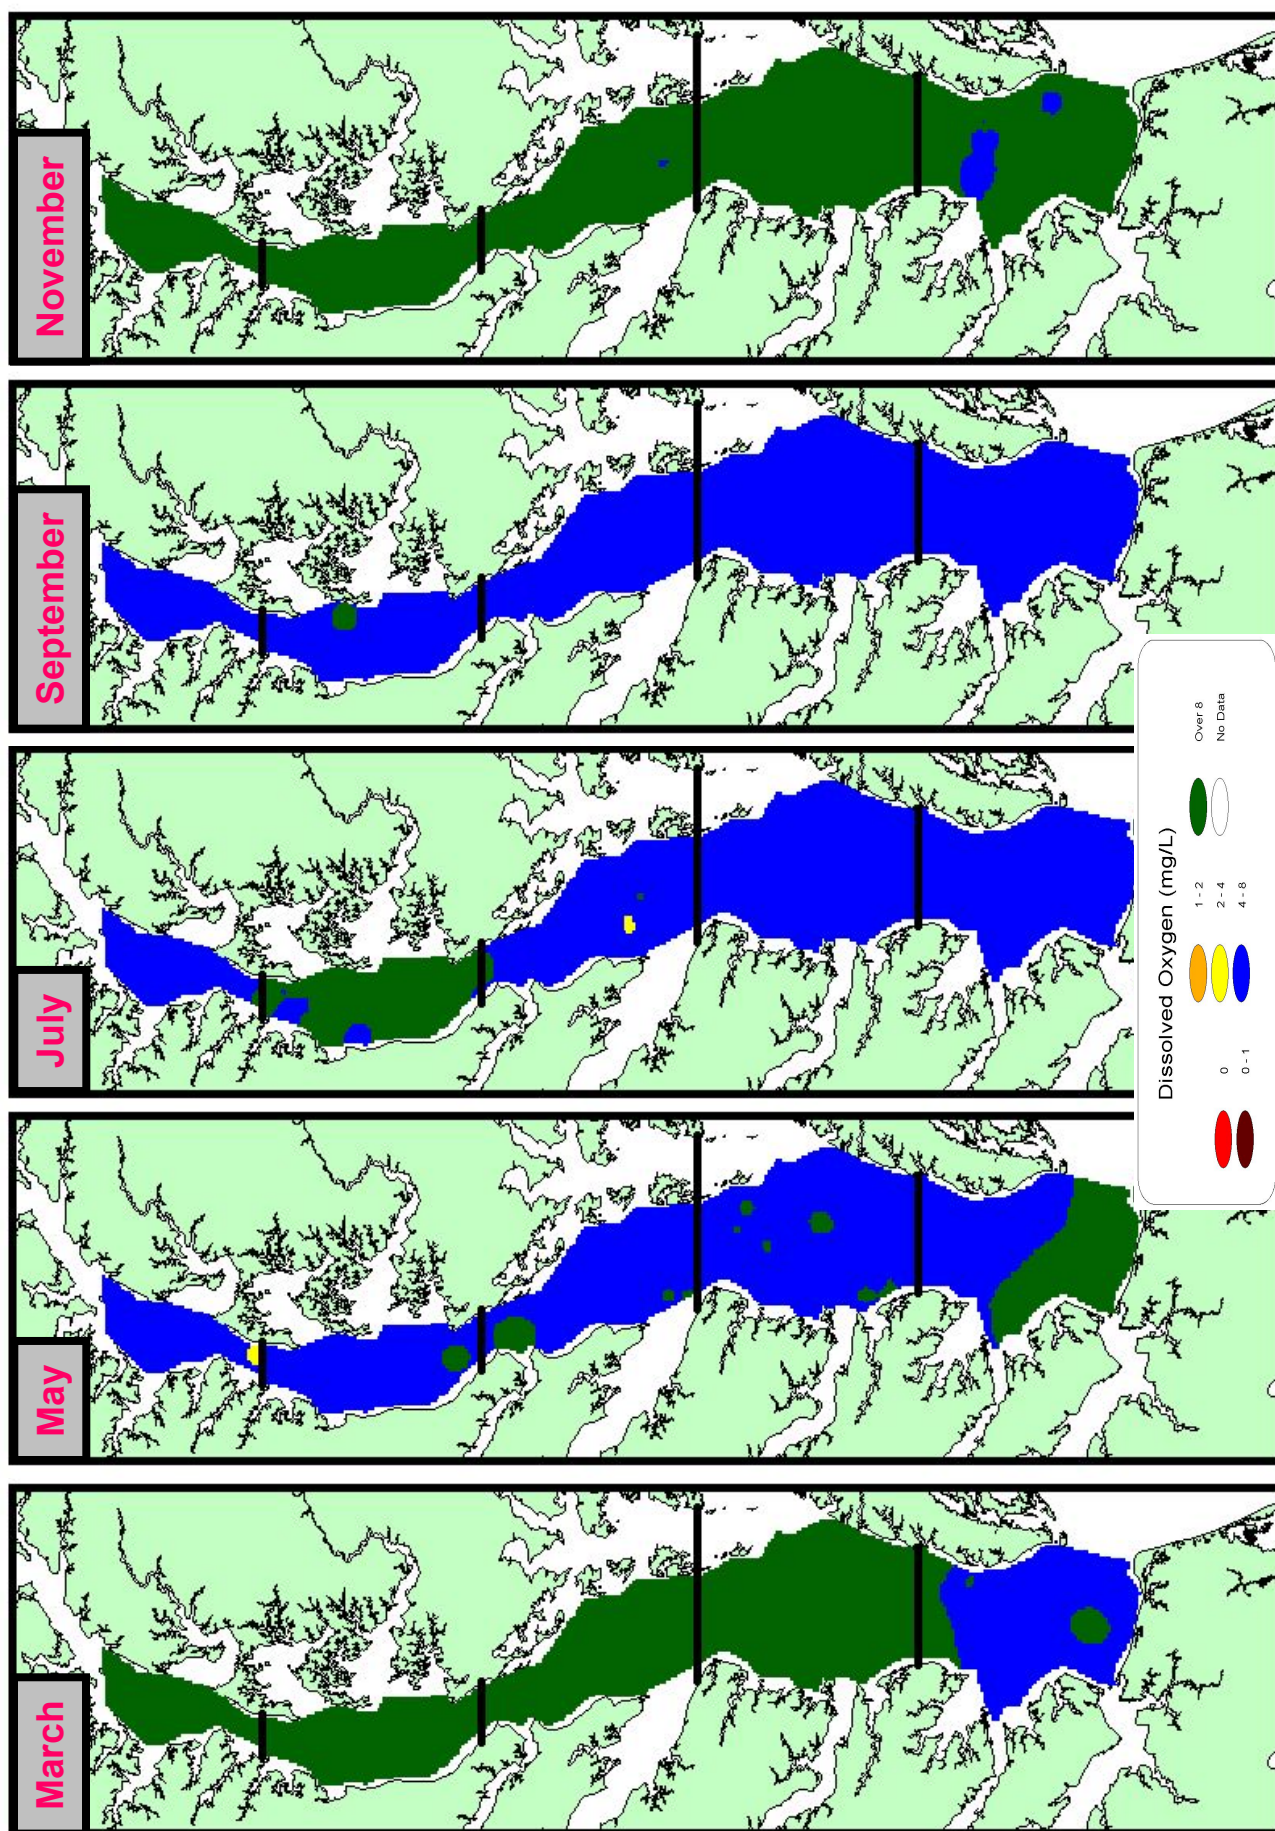 March
May
July
September
November
Dissolved Oxygen (mg/L)
0
0 - 1
1 - 2
2 - 4
4 - 8
Over 8
No Data